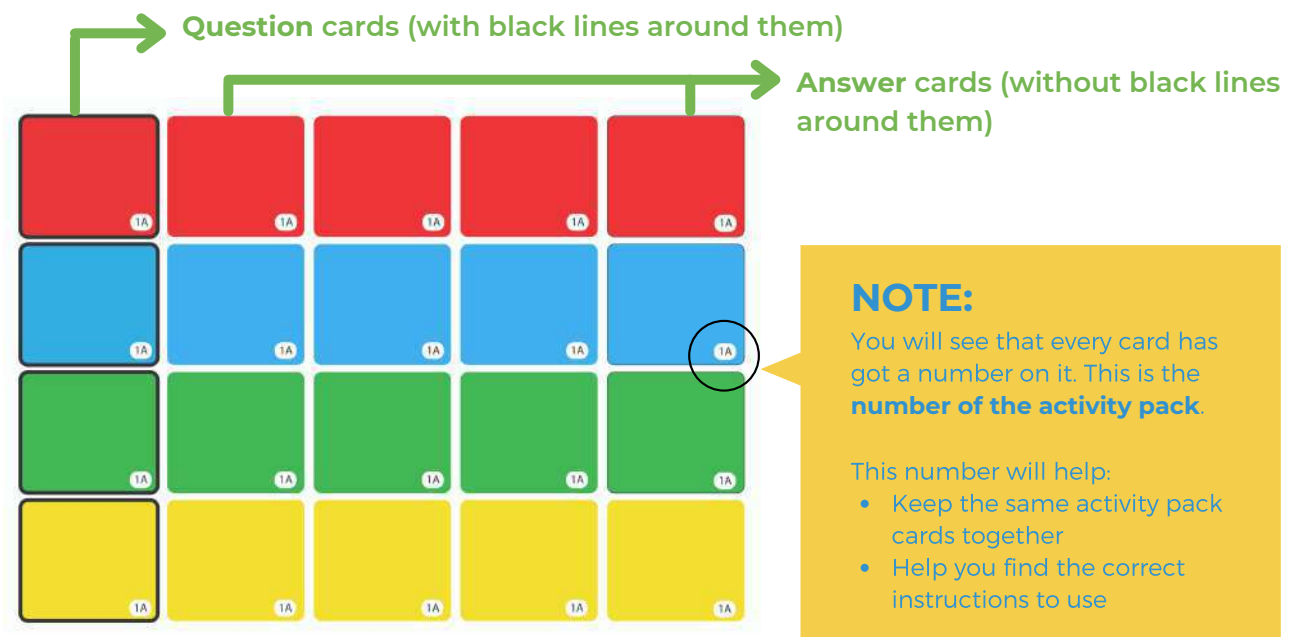 Question cards (with black lines around them)
Answer cards (without black lines
around them)
1A 1A 1A 1A 1A
1A 1A 1A 1A 1A
1A 1A 1A 1A 1A
1A 1A 1A 1A 1A
NOTE:
You will see that every card has
got a number on it. This is the
number of the activity pack.
This number will help:
• Keep the same activity pack
cards together
• Help you find the correct
instructions to use